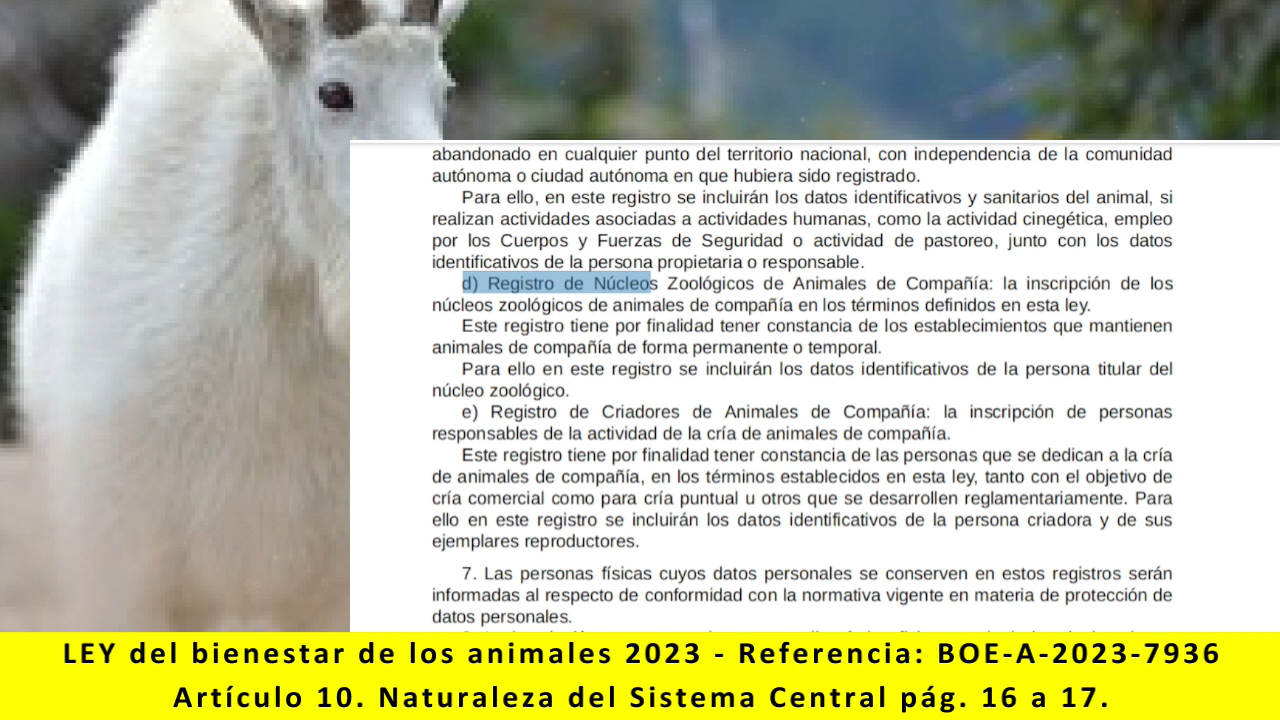 abandonado en cualquier punto del territorio nacional, con independencia de la comunidad
autónoma o ciudad autónoma en que hubiera sido registrado.
Para ello, en este registro se incluirán los datos identificativos y sanitarios del animal, si
realizan actividades asociadas a actividades humanas, como la actividad cinegética, empleo
por los Cuerpos y Fuerzas de Seguridad o actividad de pastoreo, junto con los datos
identificativos de la persona propietaria o responsable.
d) Registro de Núcleos Zoológicos de Animales de Compañía: la inscripción de los
núcleos zoológicos de animales de compañía en los términos definidos en esta ley.
Este registro tiene por finalidad tener constancia de los establecimientos que mantienen
animales de compañía de forma permanente o temporal.
Para ello en este registro se incluirán los datos identificativos de la persona titular del
núcleo zoológico.
e) Registro de Criadores de Animales de Compañía: la inscripción de personas
responsables de la actividad de la cría de animales de compañía.
Este registro tiene por finalidad tener constancia de las personas que se dedican a la cría
de animales de compañía, en los términos establecidos en esta ley, tanto con el objetivo de
cría comercial como para cría puntual u otros que se desarrollen reglamentariamente. Para
ello en este registro se incluirán los datos identificativos de la persona criadora y de sus
ejemplares reproductores.
7. Las personas físicas cuyos datos personales se conserven en estos registros serán
informadas al respecto de conformidad con la normativa vigente en materia de protección de
datos personales.
LEY del bienestar de los animales 2023 - Referencia: BOE-A-2023-7936
Artículo 10. Naturaleza del Sistema Central pág. 16 a 17.